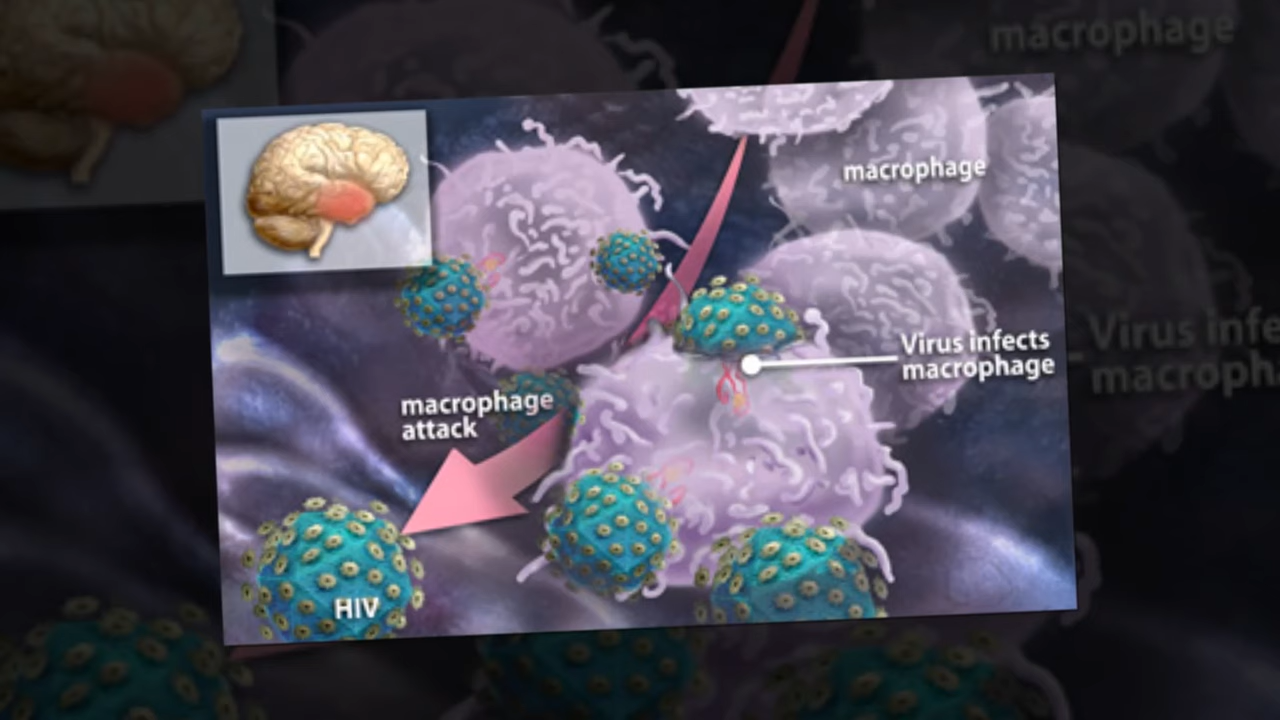 macrophage
macrophage
Virus infects
macrophage
macrophage
attack
HIV
Virus infe
macroph